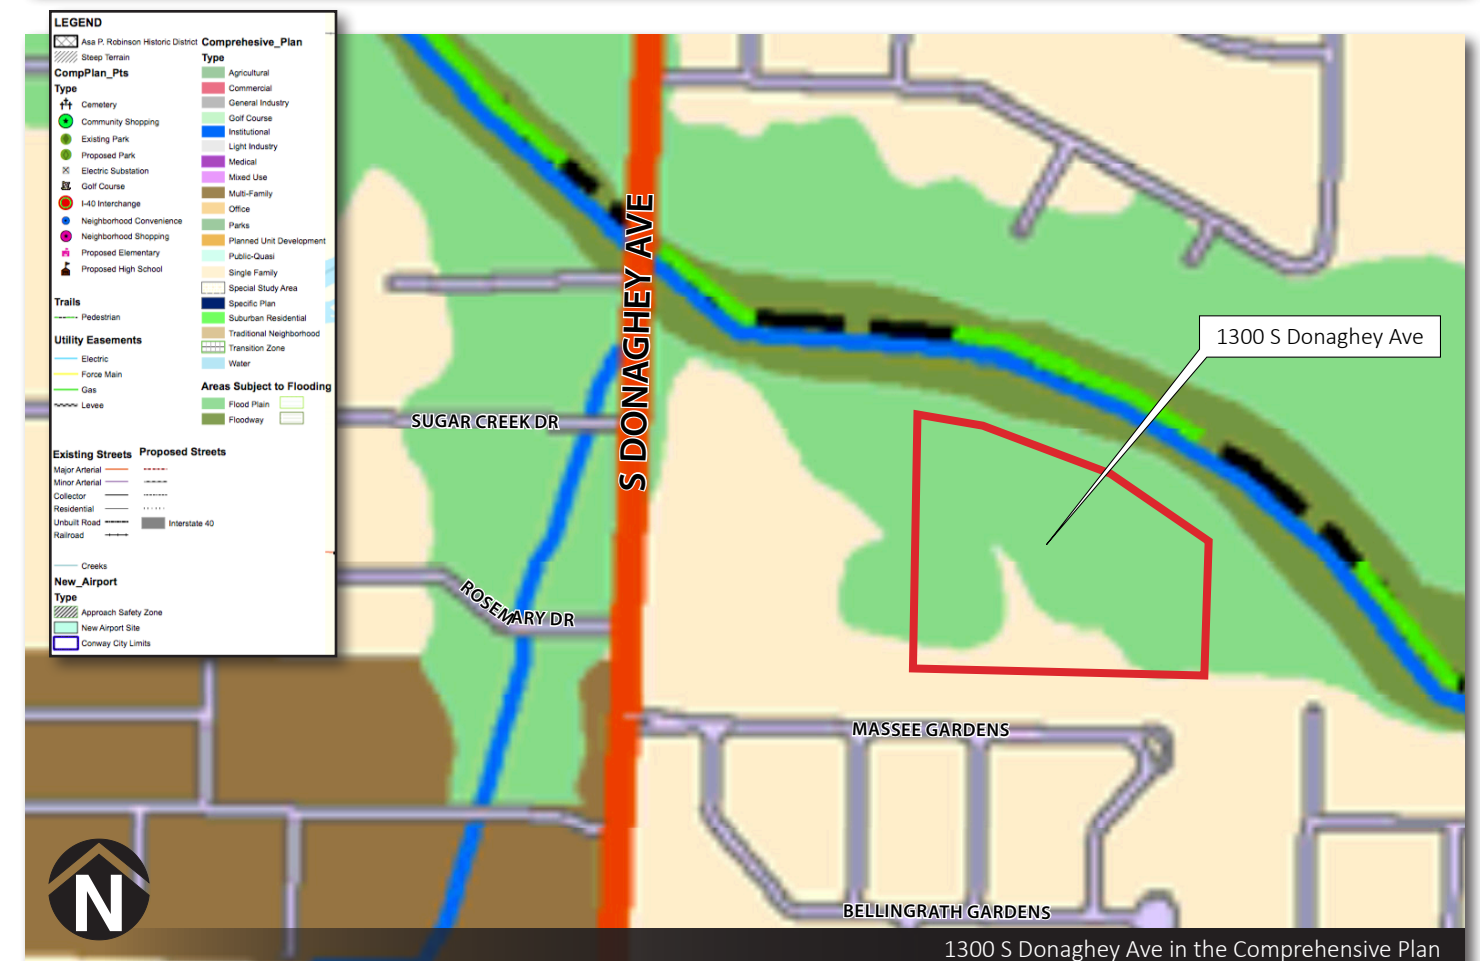 LEGEND
Asa P. Robinson Historic District
Steep Terrain
CompPlan_Pts
Type
Cemetery
Community Shopping
Existing Park
Proposed Park
Electric Substation
Golf Course
I-40 Interchange
Neighborhood Convenience
Neighborhood Shopping
Proposed Elementary
Proposed High School
Trails
Pedestrian
Utility Easements
Electric
Force Main
Gas
Levee
Comprehesive_Plan
Type
Agricultural
Commercial
General Industry
Golf Course
Institutional
Light Industry
Medical
Mixed Use
Multi-Family
Office
Parks
Planned Unit Development
Public-Quasi
Single Family
Special Study Area
Specific Plan
Suburban Residential
Traditional Neighborhood
Transition Zone
Water
Areas Subject to Flooding
Flood Plain
Floodway
Existing Streets Proposed Streets
Major Arterial
Minor Arterial
Collector
Residential
Unbuilt Road
Interstate 40
Railroad
Creeks
New_Airport
Type
Approach Safety Zone
New Airport Site
Conway City Limits
S DONAGHEY AVE
1300 S Donaghey Ave
SUGAR CREEK DR
ROSEMARY DR
MASSEE GARDENS
BELLINGRATH GARDENS
N
1300 S Donaghey Ave in the Comprehensive Plan